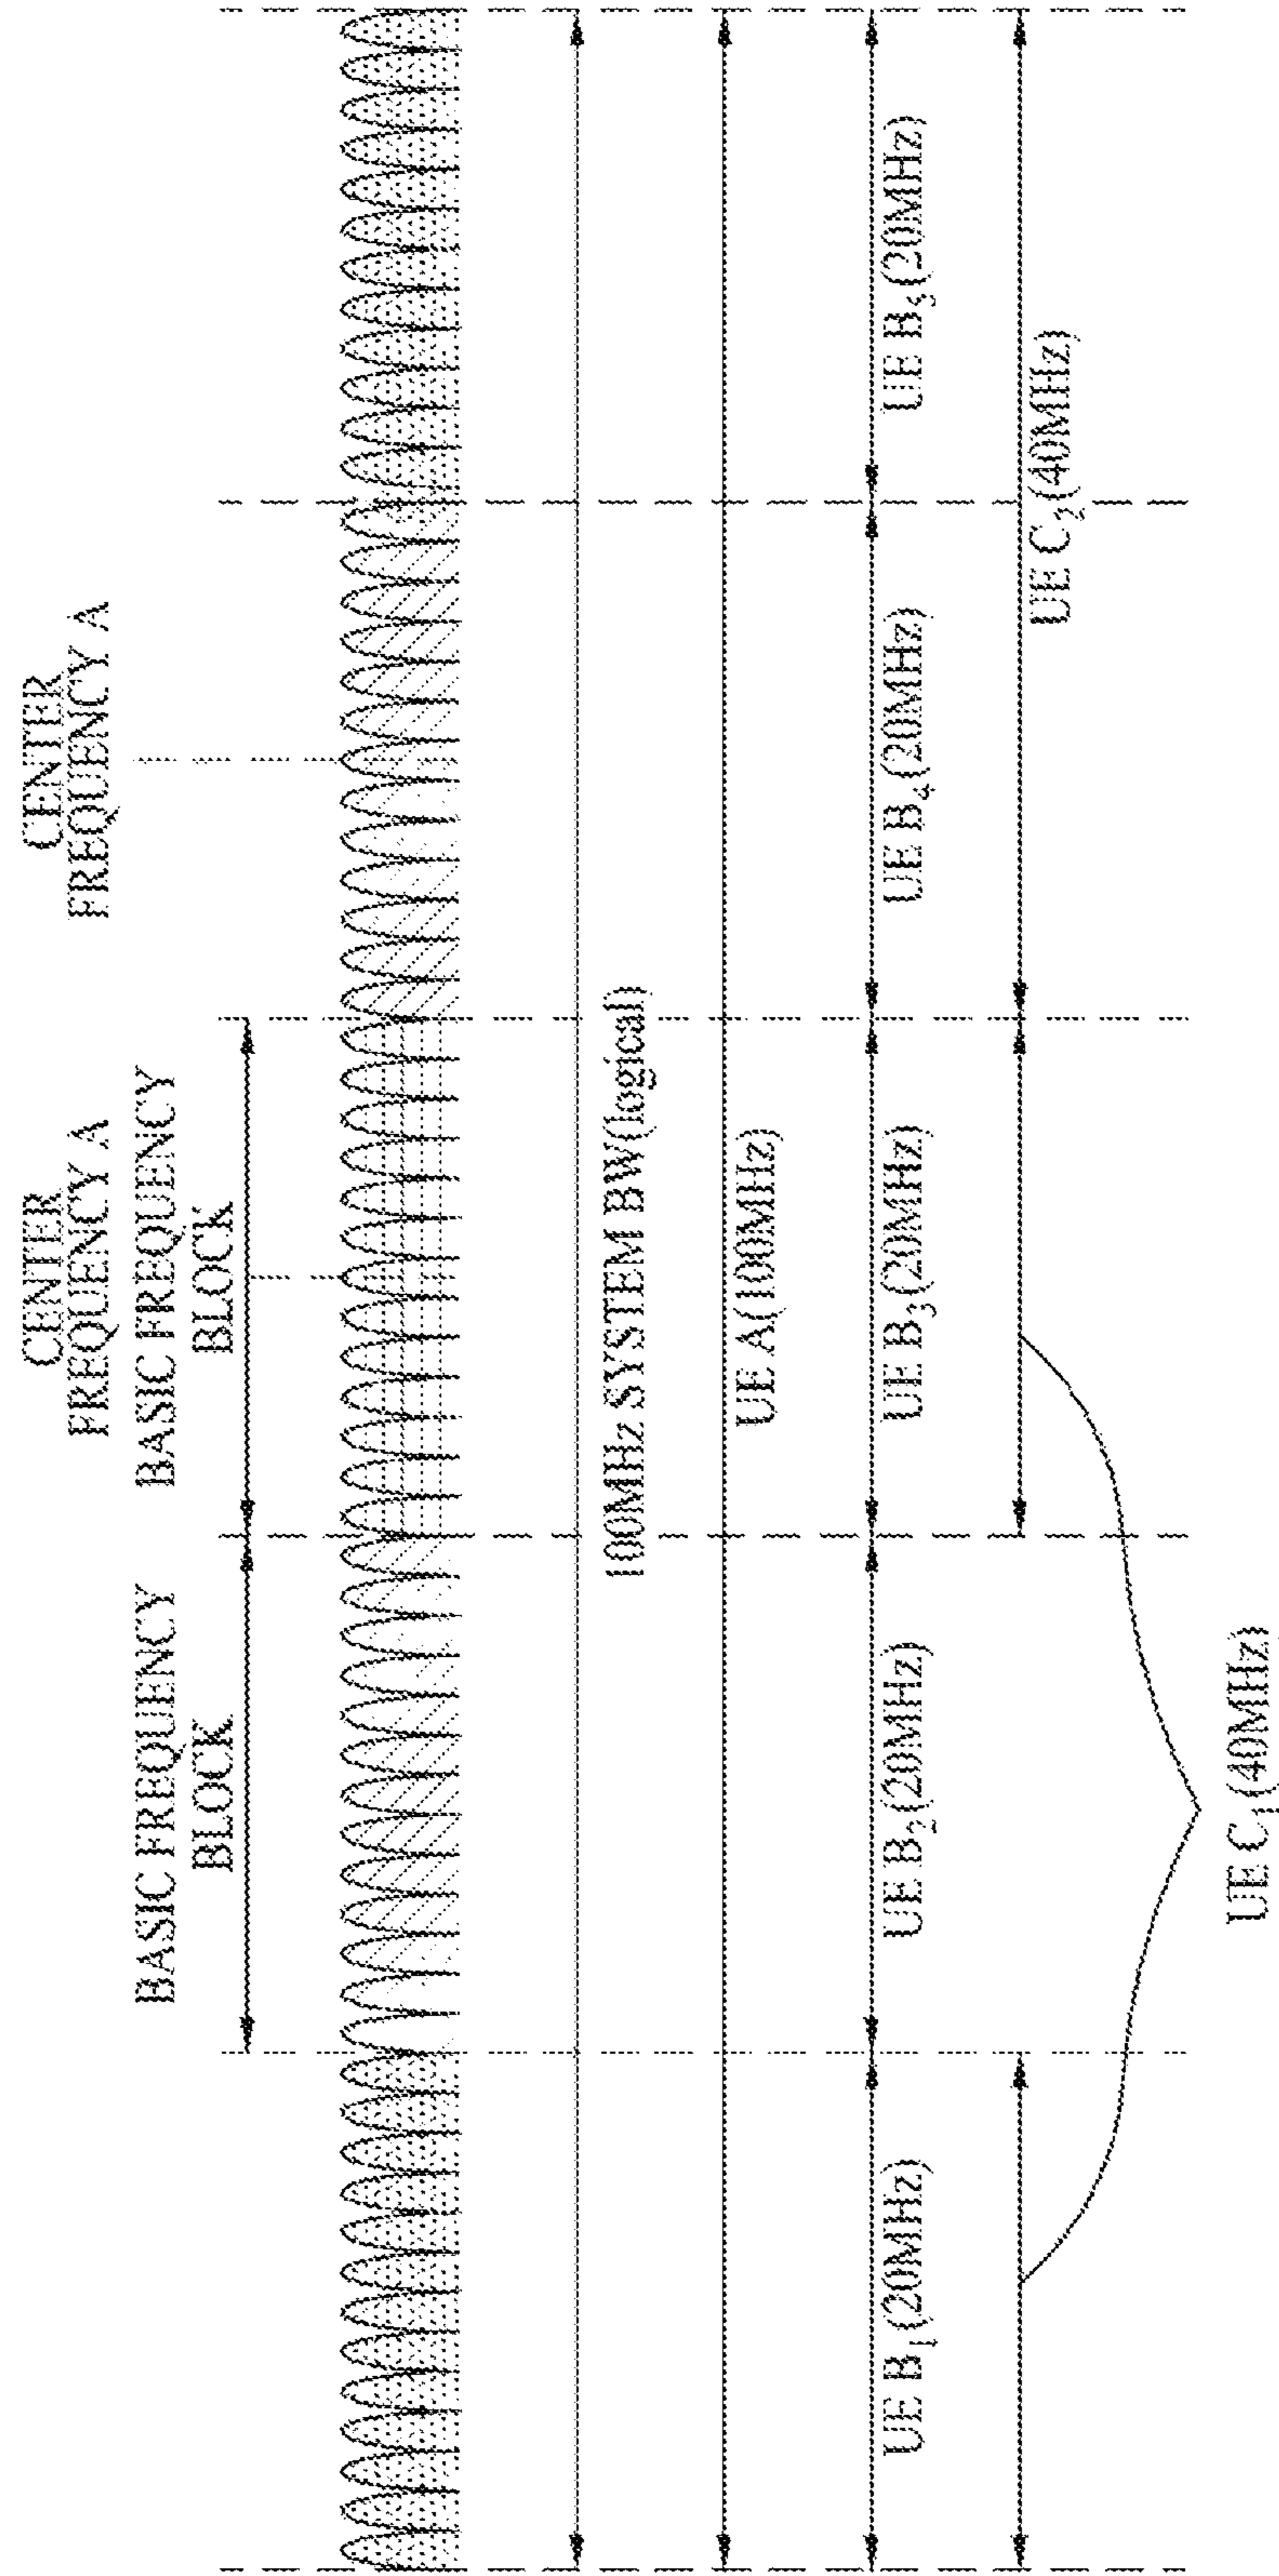 CENTER
FREQUENCY A
CENTER
FREQUENCY A
BASIC FREQUENCY
BLOCK
BASIC FREQUENCY
BLOCK
100MHz SYSTEM BW(logical)
UE A(100MHz)
UE B₁(20MHz)
UE B₂(20MHz)
UE B₃(20MHz)
UE B₄(20MHz)
UE B₅(20MHz)
UE C₂(40MHz)
UE C₁(40MHz)